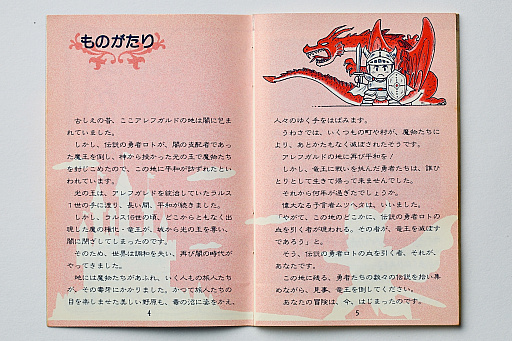 ものがたり
古しえの昔、ここアレフガルドの地は闇に包ま
れていました。
しかし、伝説の勇者ロトが、闇の支配者であっ
た魔王を倒し、神から授かった光の玉で魔物た
ちを封じこめたので、この地に平和が訪ずれたとい
われています。
光の玉は、アレフガルドを統治していたラルス
1世の手に渡り、長い間、平和が続きました。
しかし、ラルス16世の頃、どこからともなく出
現した魔の権化・竜王が、城から光の玉を奪い、
闇に閉ざしてしまったのです。
そのため、世界は調和を失い、再び闇の時代が
やってきました。
地には魔物たちがあふれ、いく人もの旅人たち
が、その毒牙にかかりました。かつて旅人たちの
目を楽しませた美しい野原も、毒の沼に姿をかえ、
4
人々のゆく手をはばみます。
うわさでは、いくつもの町や村が、魔物たちに
より、あとかたもなく滅ぼされたそうです。
アレフガルドの地に再び平和を!
しかし、竜王に戦いを挑んだ勇者たちは、誰ひ
とりとして生きて帰って来ませんでした。
それから何年が過ぎたでしょうか。
偉大なる予言者ムツヘタは、いいました。
「やがて、この地のどこかに、伝説の勇者ロトの
血を引く者が現われる。その者が、竜王を滅ぼす
であろう」と。
そう、伝説の勇者ロトの血を引く者、それが、
あなたです。
この地に残る、勇者たちの数々の伝説を拾い集
めながら、見事、竜王を倒してください。
あなたの冒険は、今、はじまったのです。
5